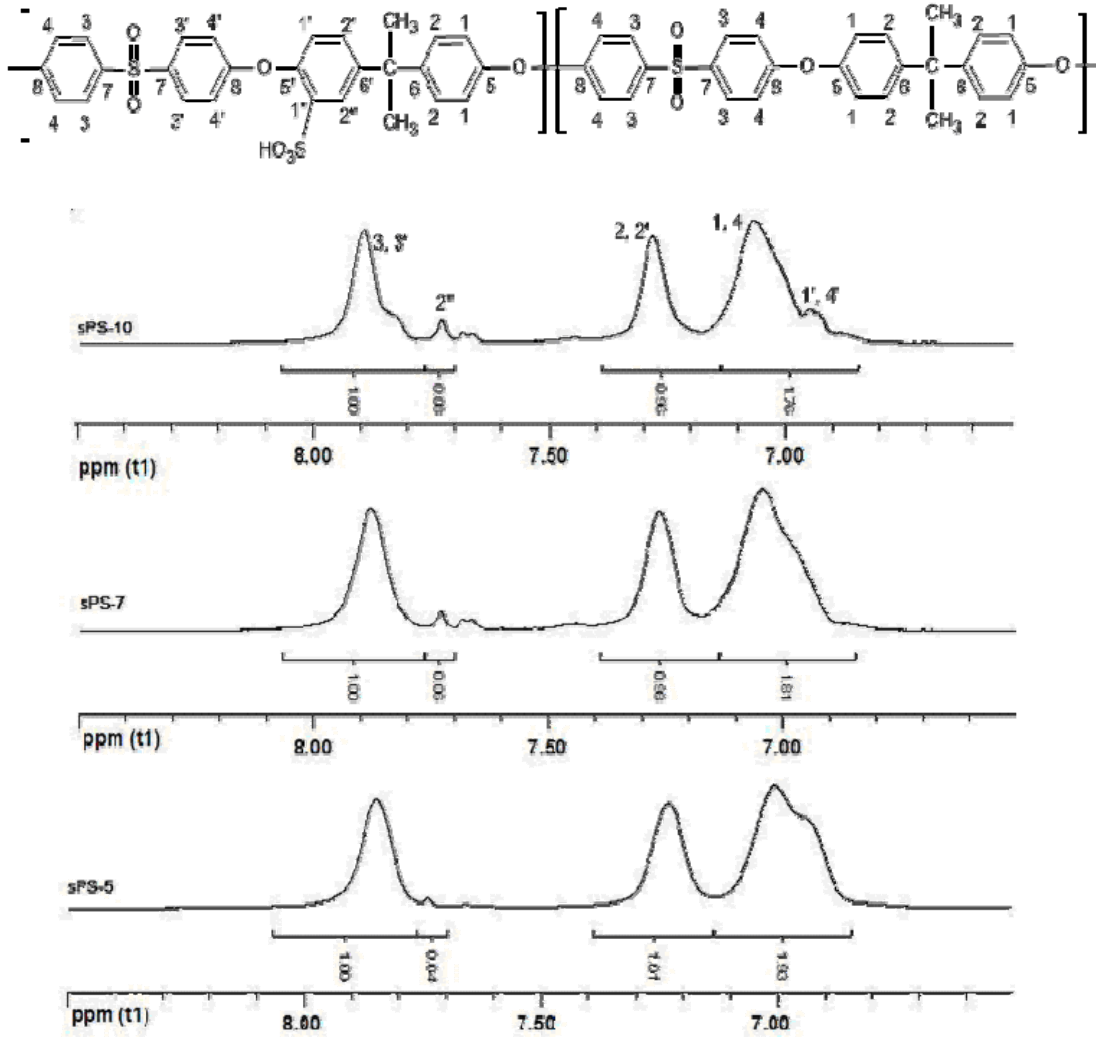 4 3 3' 4' 1' 2' CH₃ 2 1 4 3 O 3 4 1 2 CH₃ 2 1
O
8 7 S 7 8 O 5' 6' C 6 5 O 8 7 S 7 8 O 5 6 C 6 5 O
O 1" 2" O
4 3 3' 4' CH₃ 2 1 4 3 3 4 1 2 CH₃ 2 1
HO₃S
3, 3'
2, 2'
1, 4
2"
1', 4'
sPS-10
1.00 0.96 1.76
8.00 7.50 7.00
ppm (t1)
sPS-7
1.00 0.06 0.98 1.81
8.00 7.50 7.00
ppm (t1)
sPS-5
1.00 0.04 1.01 1.93
8.00 7.50 7.00
ppm (t1)